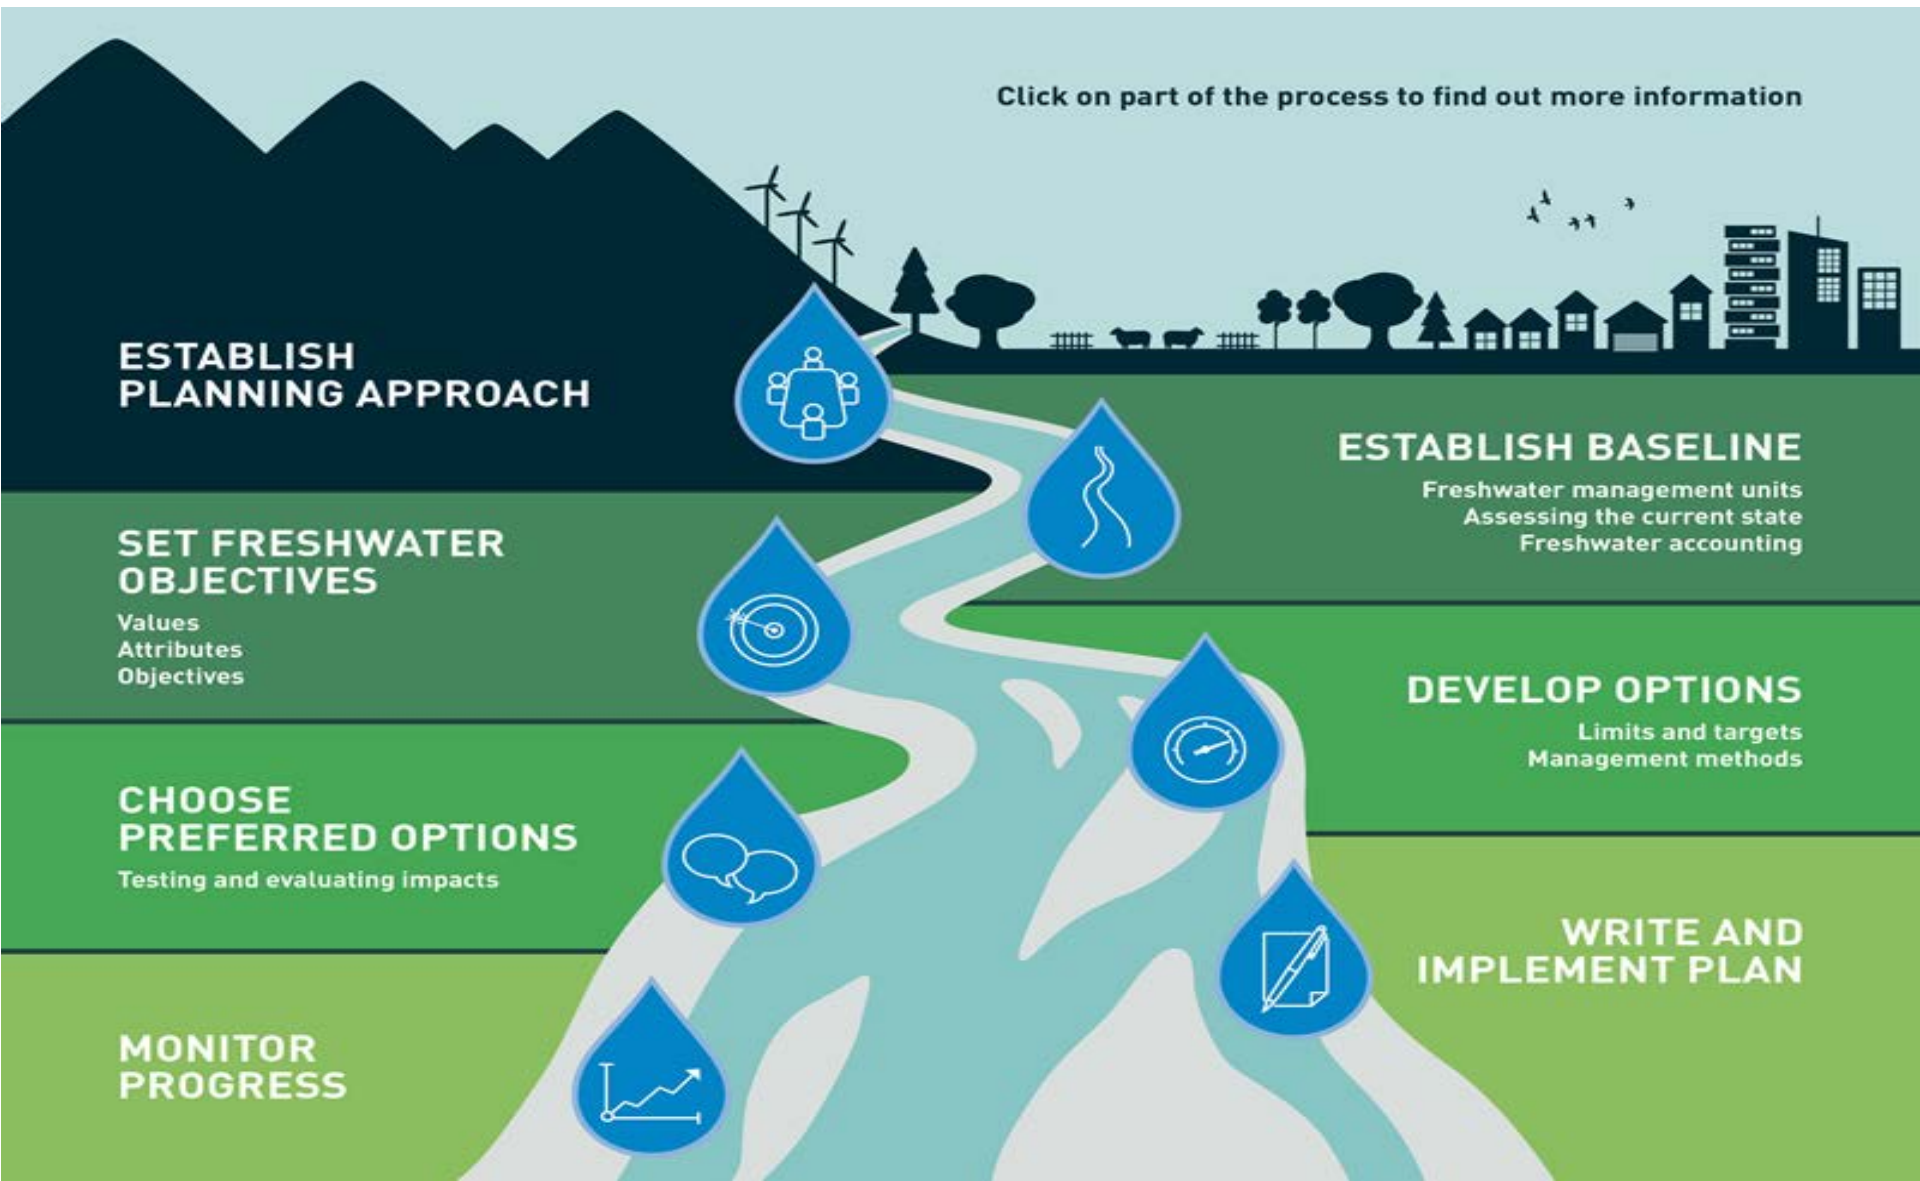 Click on part of the process to find out more information
ESTABLISH
PLANNING APPROACH
ESTABLISH BASELINE
Freshwater management units
Assessing the current state
Freshwater accounting
SET FRESHWATER
OBJECTIVES
Values
Attributes
Objectives
DEVELOP OPTIONS
Limits and targets
Management methods
CHOOSE
PREFERRED OPTIONS
Testing and evaluating impacts
WRITE AND
IMPLEMENT PLAN
MONITOR
PROGRESS